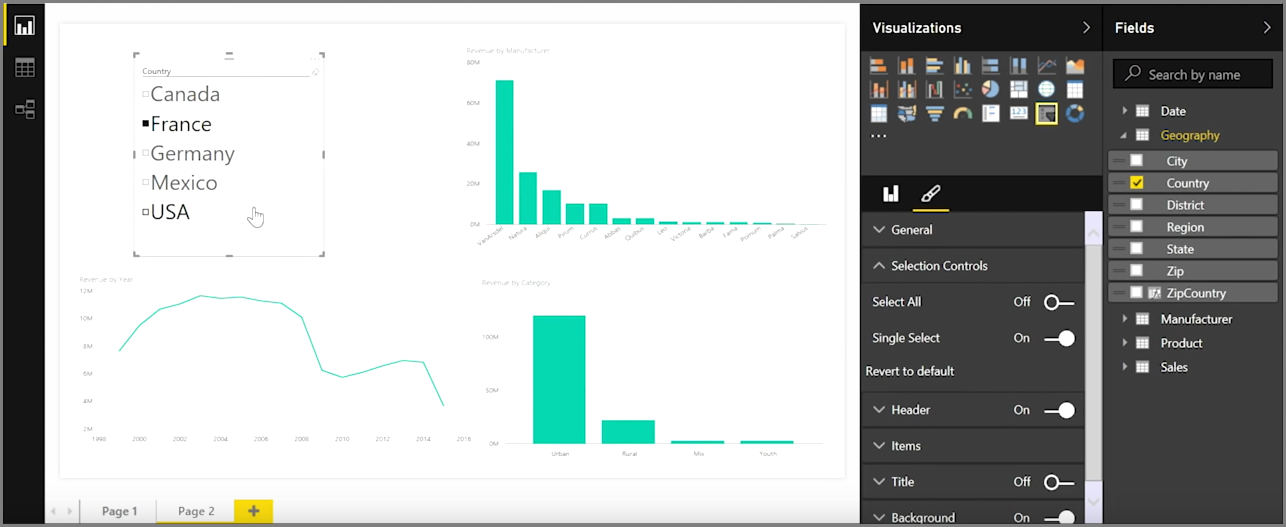 Country
Canada
France
Germany
Mexico
USA
Revenue by Manufacturer
80M
60M
40M
20M
0M
VanArsdel
Natura
Aliqui
Pirum
Currus
Abbas
Quibus
Leo
Victoria
Barba
Fama
Pomum
Palma
Salvus
Revenue by Year
12M
10M
8M
6M
4M
2M
1998 2000 2002 2004 2006 2008 2010 2012 2014 2016
Revenue by Category
100M
50M
0M
Urban Rural Mix Youth
Page 1 Page 2 +
Visualizations
General
Selection Controls
Select All Off
Single Select On
Revert to default
Header On
Items
Title Off
Background On
Fields
Search by name
Date
Geography
City
Country
District
Region
State
Zip
ZipCountry
Manufacturer
Product
Sales